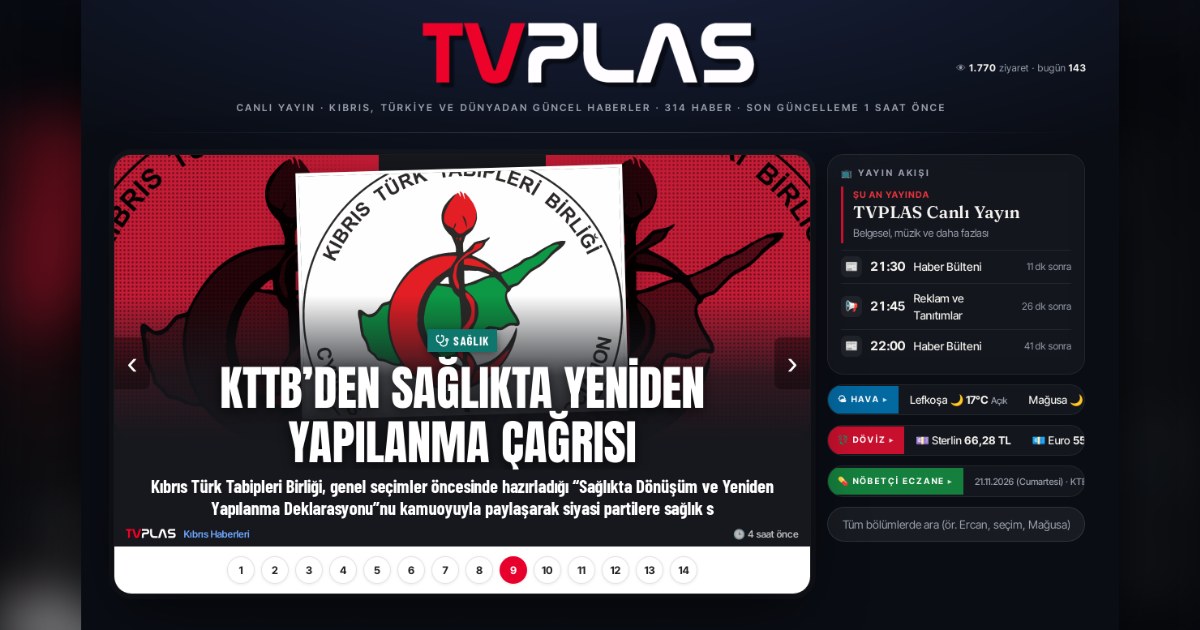 TVPLAS
1.770 ziyaret · bugün 143
CANLI YAYIN · KIBRIS, TÜRKİYE VE DÜNYADAN GÜNCEL HABERLER · 314 HABER · SON GÜNCELLEME 1 SAAT ÖNCE
KIBRIS TÜRK TABİPLERİ BİRLİĞİ
SAĞLIK
KTTB’DEN SAĞLIKTA YENİDEN
YAPILANMA ÇAĞRISI
Kıbrıs Türk Tabipleri Birliği, genel seçimler öncesinde hazırladığı “Sağlıkta Dönüşüm ve Yeniden
Yapılanma Deklarasyonu”nu kamuoyuyla paylaşarak siyasi partilere sağlık s
TVPLAS Kıbrıs Haberleri
4 saat önce
‹
›
1 2 3 4 5 6 7 8 9 10 11 12 13 14
YAYIN AKIŞI
ŞU AN YAYINDA
TVPLAS Canlı Yayın
Belgesel, müzik ve daha fazlası
21:30 Haber Bülteni 11 dk sonra
21:45 Reklam ve
Tanıtımlar 26 dk sonra
22:00 Haber Bülteni 41 dk sonra
HAVA ▸ Lefkoşa 🌙 17°C Açık Mağusa 🌙
DÖVİZ ▸ Sterlin 66,28 TL Euro 55
NÖBETÇİ ECZANE ▸ 21.11.2026 (Cumartesi) · KTE
Tüm bölümlerde ara (ör. Ercan, seçim, Mağusa)